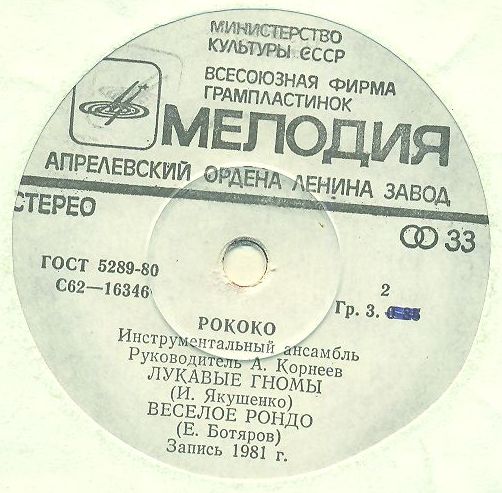 МИНИСТЕРСТВО
КУЛЬТУРЫ СССР
ВСЕСОЮЗНАЯ ФИРМА
ГРАМПЛАСТИНОК
МЕЛОДИЯ
АПРЕЛЕВСКИЙ ОРДЕНА ЛЕНИНА ЗАВОД
СТЕРЕО
33
ГОСТ 5289-80
С62—16346
2
Гр. 3.
РОКОКО
Инструментальный ансамбль
Руководитель А. Корнеев
ЛУКАВЫЕ ГНОМЫ
(И. Якушенко)
ВЕСЕЛОЕ РОНДО
(Е. Ботяров)
Запись 1981 г.